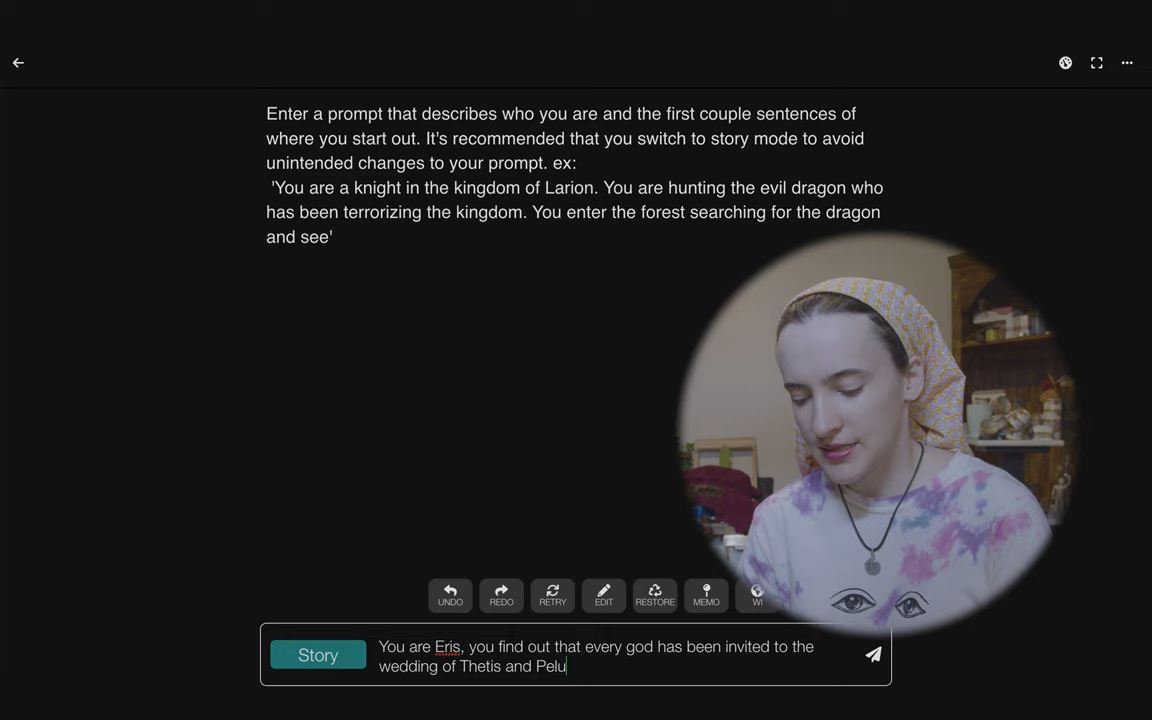 Enter a prompt that describes who you are and the first couple sentences of
where you start out. It's recommended that you switch to story mode to avoid
unintended changes to your prompt. ex:
'You are a knight in the kingdom of Larion. You are hunting the evil dragon who
has been terrorizing the kingdom. You enter the forest searching for the dragon
and see'
UNDO REDO RETRY EDIT RESTORE MEMO WI
Story
You are Eris, you find out that every god has been invited to the
wedding of Thetis and Pelu